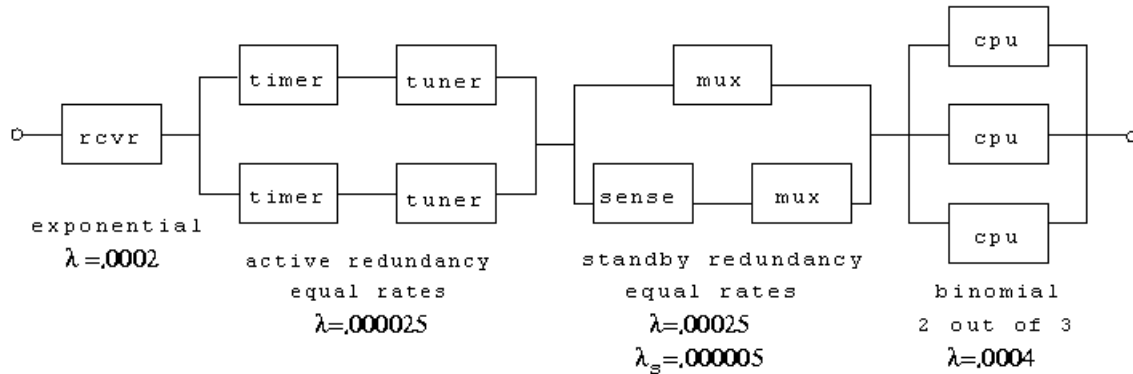 cpu
timer
tuner
mux
rcvr
cpu
timer
tuner
sense
mux
cpu
exponential
λ=.0002
active redundancy
equal rates
λ=.000025
standby redundancy
equal rates
λ=.00025
λs=.000005
binomial
2 out of 3
λ=.0004